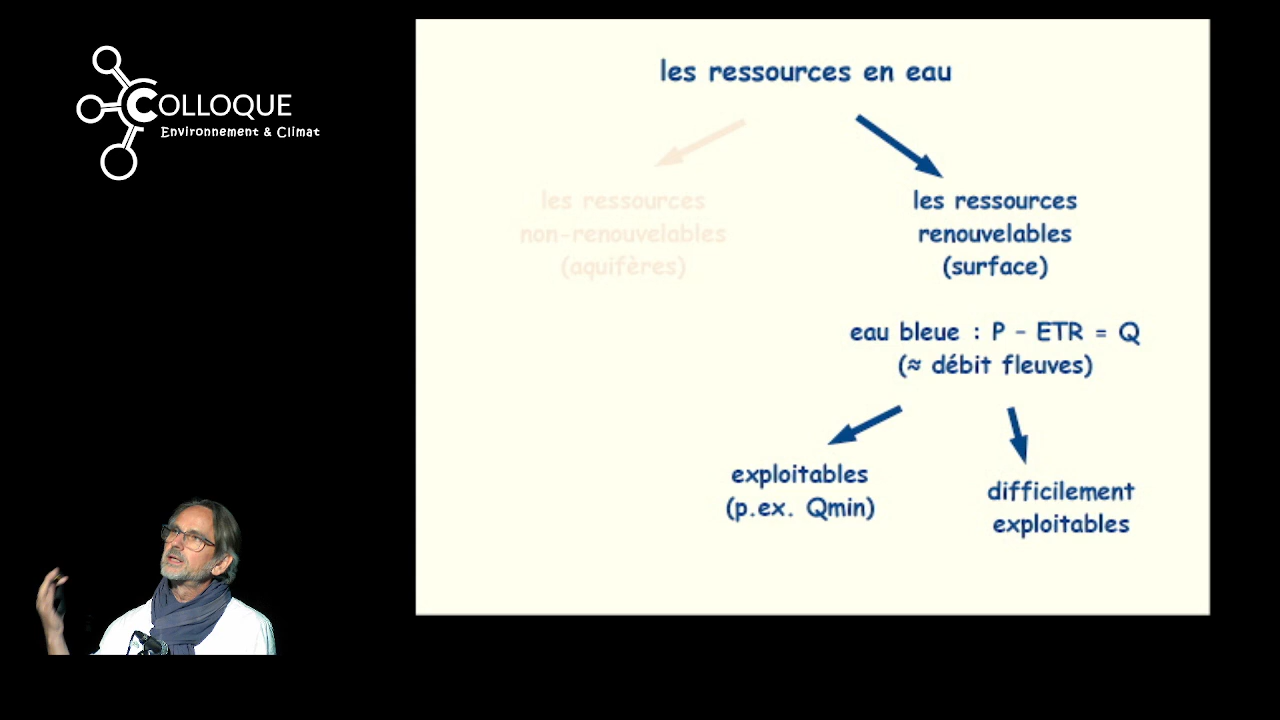 COLLOQUE
Environnement & Climat
les ressources en eau
les ressources
non-renouvelables
(aquifères)
les ressources
renouvelables
(surface)
eau bleue : P - ETR = Q
(≈ débit fleuves)
exploitables
(p.ex. Qmin)
difficilement
exploitables